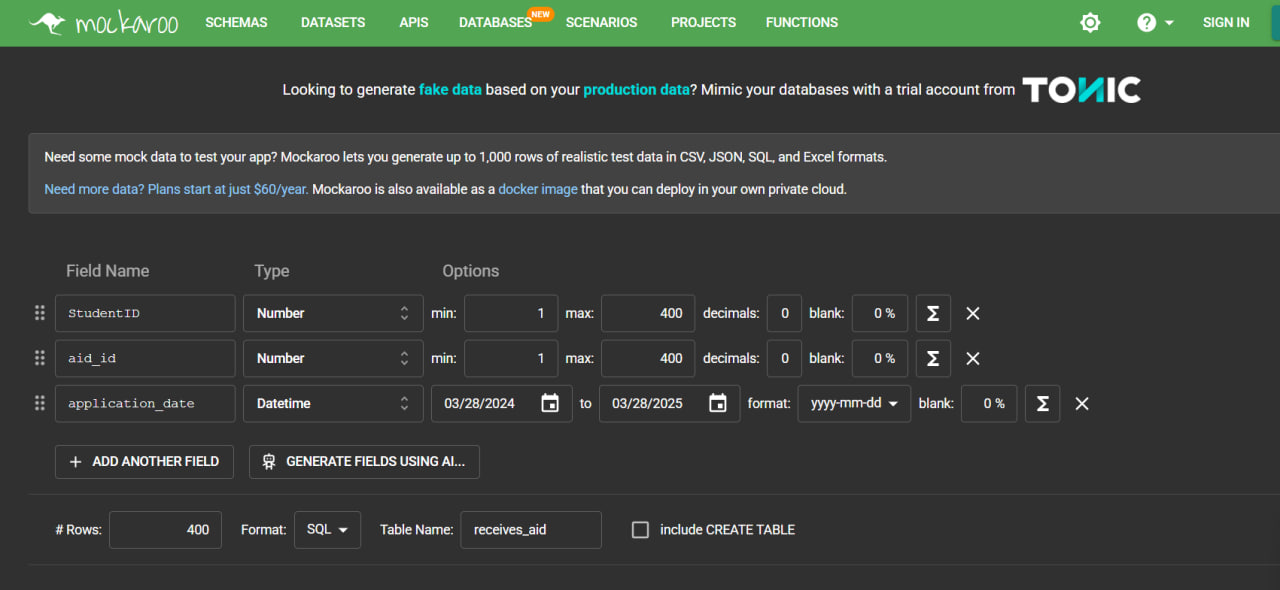 mockaroo SCHEMAS DATASETS APIS DATABASES NEW SCENARIOS PROJECTS FUNCTIONS ? SIGN IN
Looking to generate fake data based on your production data? Mimic your databases with a trial account from TONIC
Need some mock data to test your app? Mockaroo lets you generate up to 1,000 rows of realistic test data in CSV, JSON, SQL, and Excel formats.
Need more data? Plans start at just $60/year. Mockaroo is also available as a docker image that you can deploy in your own private cloud.
Field Name Type Options
StudentID Number min: 1 max: 400 decimals: 0 blank: 0 % Σ
aid_id Number min: 1 max: 400 decimals: 0 blank: 0 % Σ
application_date Datetime 03/28/2024 to 03/28/2025 format: yyyy-mm-dd blank: 0 % Σ
+ ADD ANOTHER FIELD GENERATE FIELDS USING AI...
# Rows: 400 Format: SQL Table Name: receives_aid include CREATE TABLE